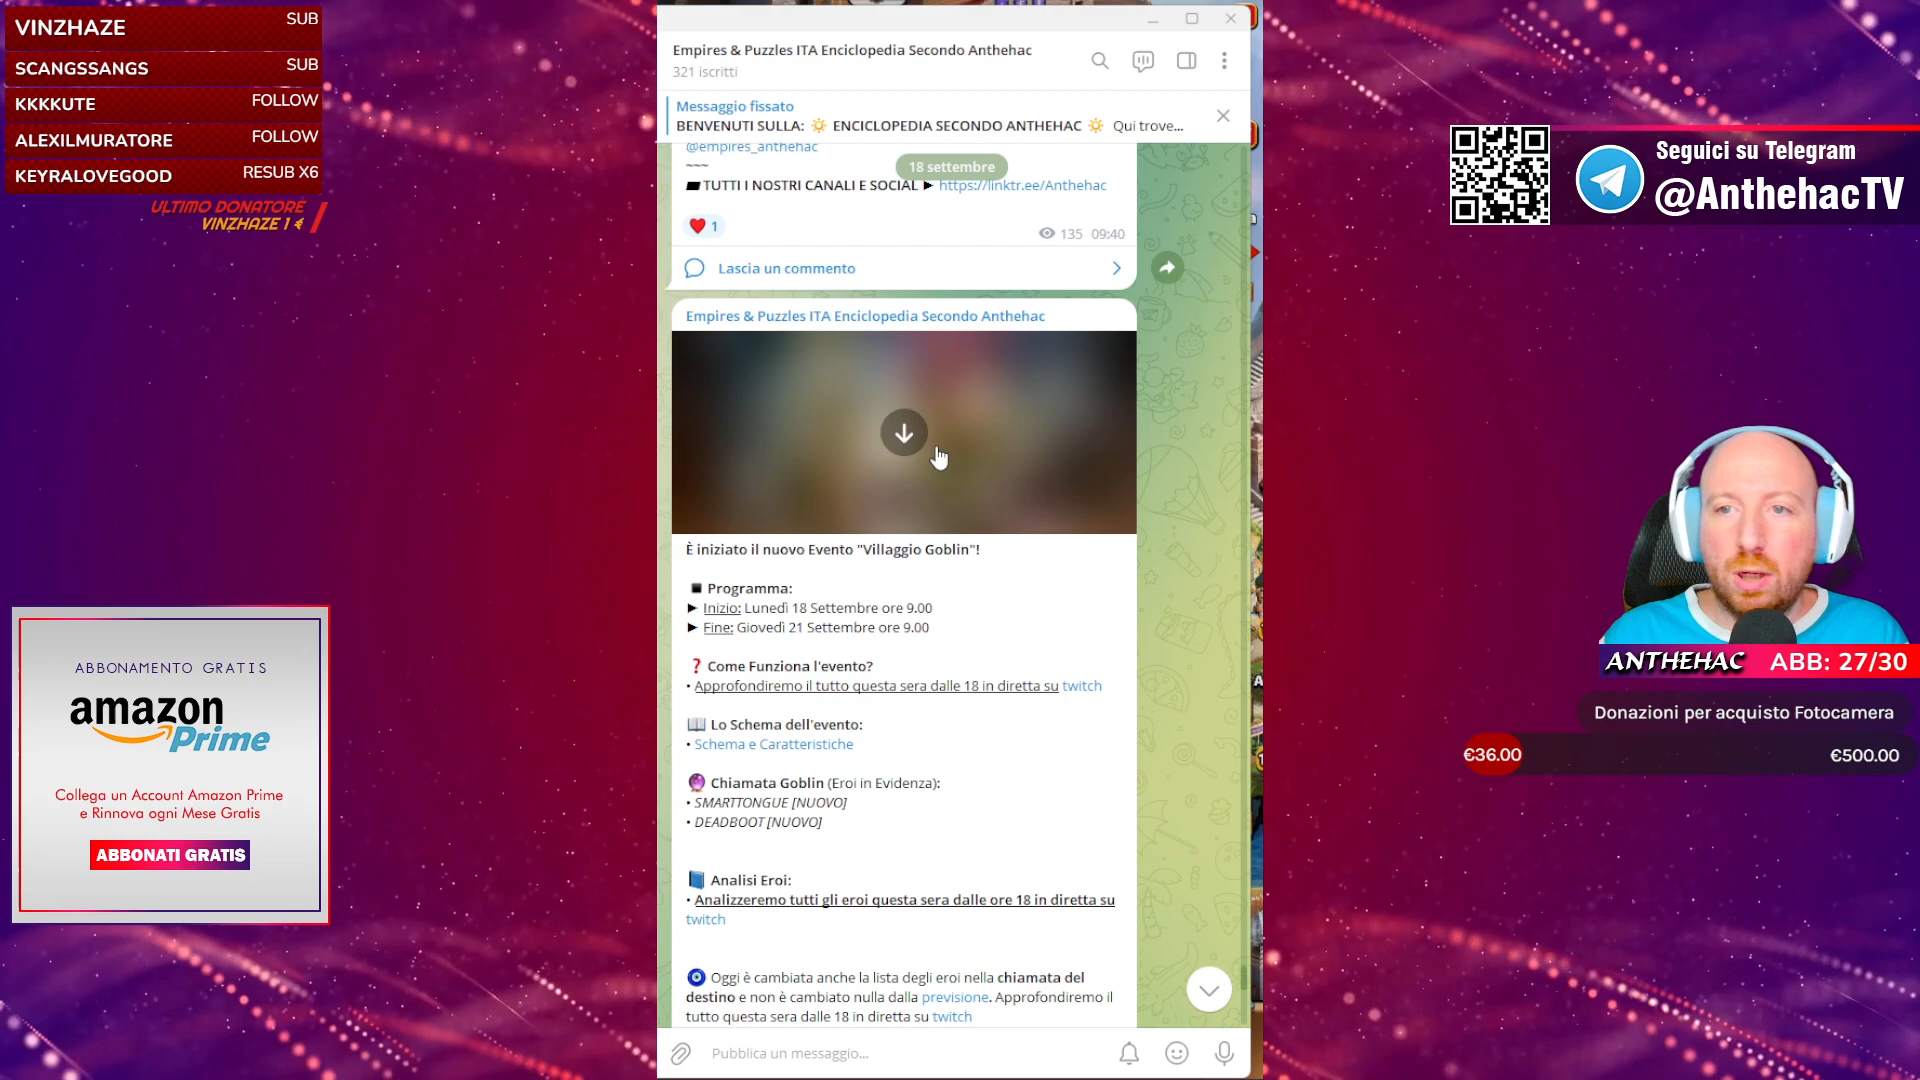 VINZHAZE SUB
SCANGSSANGS SUB
KKKKUTE FOLLOW
ALEXILMURATORE FOLLOW
KEYRALOVEGOOD RESUB X6
ULTIMO DONATORE
VINZHAZE 1 €
ABBONAMENTO GRATIS
amazon
Prime
Collega un Account Amazon Prime
e Rinnova ogni Mese Gratis
ABBONATI GRATIS
Empires & Puzzles ITA Enciclopedia Secondo Anthehac
321 iscritti
Messaggio fissato
BENVENUTI SULLA: ☀️ ENCICLOPEDIA SECONDO ANTHEHAC ☀️ Qui trove...
@empires_anthehac
~~~
18 settembre
TUTTI I NOSTRI CANALI E SOCIAL ► https://linktr.ee/Anthehac
❤️ 1
135 09:40
Lascia un commento
Empires & Puzzles ITA Enciclopedia Secondo Anthehac
È iniziato il nuovo Evento "Villaggio Goblin"!
◾ Programma:
► Inizio: Lunedì 18 Settembre ore 9.00
► Fine: Giovedì 21 Settembre ore 9.00
❓ Come Funziona l'evento?
• Approfondiremo il tutto questa sera dalle 18 in diretta su twitch
📖 Lo Schema dell'evento:
• Schema e Caratteristiche
🔮 Chiamata Goblin (Eroi in Evidenza):
• SMARTTONGUE [NUOVO]
• DEADBOOT [NUOVO]
📘 Analisi Eroi:
• Analizzeremo tutti gli eroi questa sera dalle ore 18 in diretta su
twitch
🧿 Oggi è cambiata anche la lista degli eroi nella chiamata del
destino e non è cambiato nulla dalla previsione. Approfondiremo il
tutto questa sera dalle 18 in diretta su twitch
Pubblica un messaggio...
Seguici su Telegram
@AnthehacTV
ANTHEHAC ABB: 27/30
Donazioni per acquisto Fotocamera
€36.00 €500.00